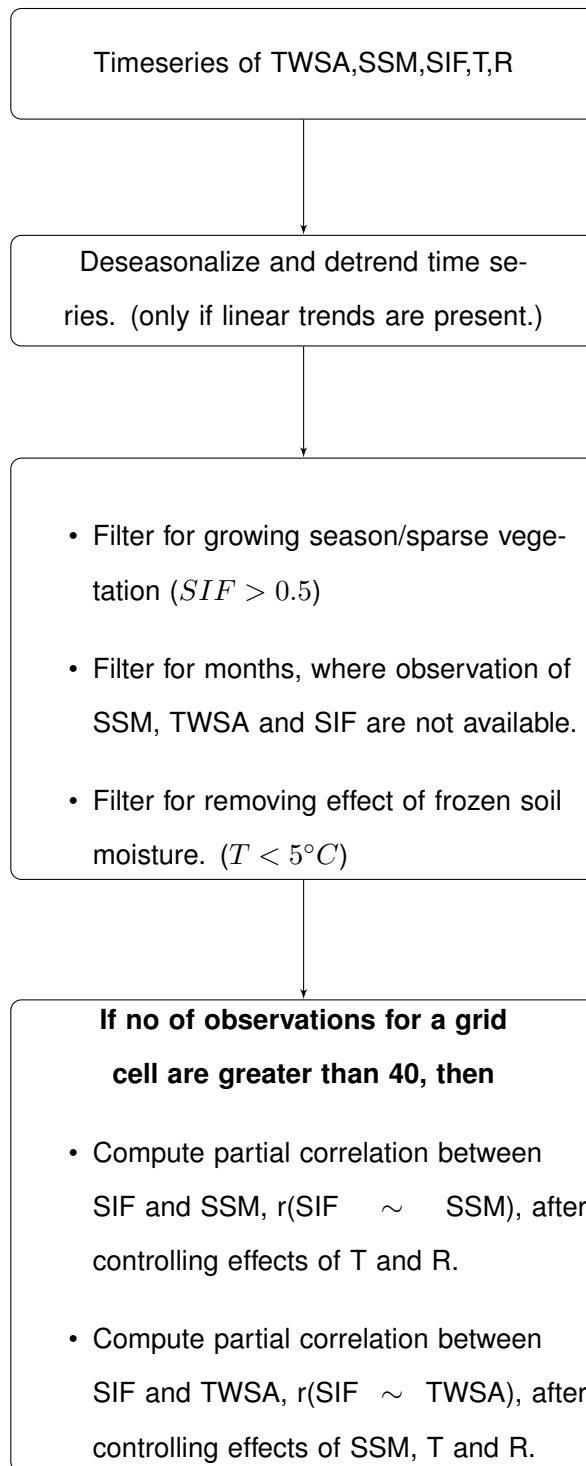 Timeseries of TWSA,SSM,SIF,T,R
Deseasonalize and detrend time se-
ries. (only if linear trends are present.)
• Filter for growing season/sparse vege-
tation (SIF > 0.5)
• Filter for months, where observation of
SSM, TWSA and SIF are not available.
• Filter for removing effect of frozen soil
moisture. (T < 5°C)
If no of observations for a grid
cell are greater than 40, then
• Compute partial correlation between
SIF and SSM, r(SIF ∼ SSM), after
controlling effects of T and R.
• Compute partial correlation between
SIF and TWSA, r(SIF ∼ TWSA), after
controlling effects of SSM, T and R.